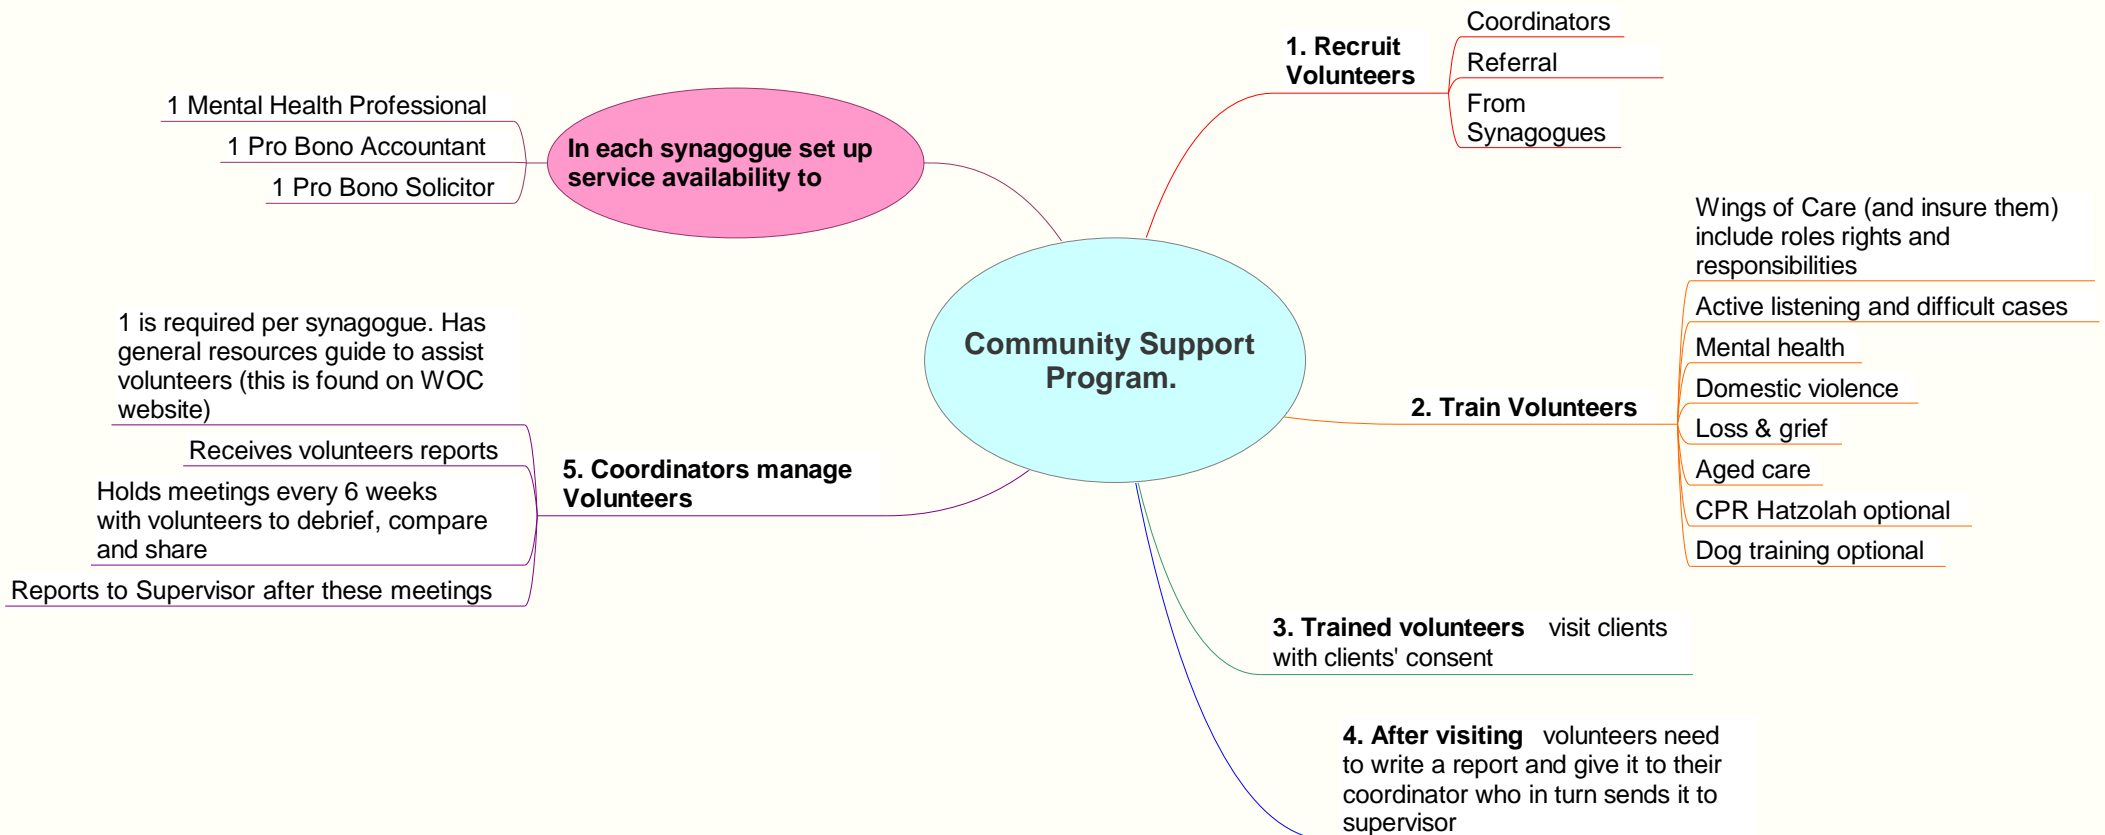 Community Support
Program.
1. Recruit
Volunteers
Coordinators
Referral
From
Synagogues
2. Train Volunteers
Wings of Care (and insure them)
include roles rights and
responsibilities
Active listening and difficult cases
Mental health
Domestic violence
Loss & grief
Aged care
CPR Hatzolah optional
Dog training optional
3. Trained volunteers visit clients
with clients' consent
4. After visiting volunteers need
to write a report and give it to their
coordinator who in turn sends it to
supervisor
5. Coordinators manage
Volunteers
1 is required per synagogue. Has
general resources guide to assist
volunteers (this is found on WOC
website)
Receives volunteers reports
Holds meetings every 6 weeks
with volunteers to debrief, compare
and share
Reports to Supervisor after these meetings
In each synagogue set up
service availability to
1 Mental Health Professional
1 Pro Bono Accountant
1 Pro Bono Solicitor